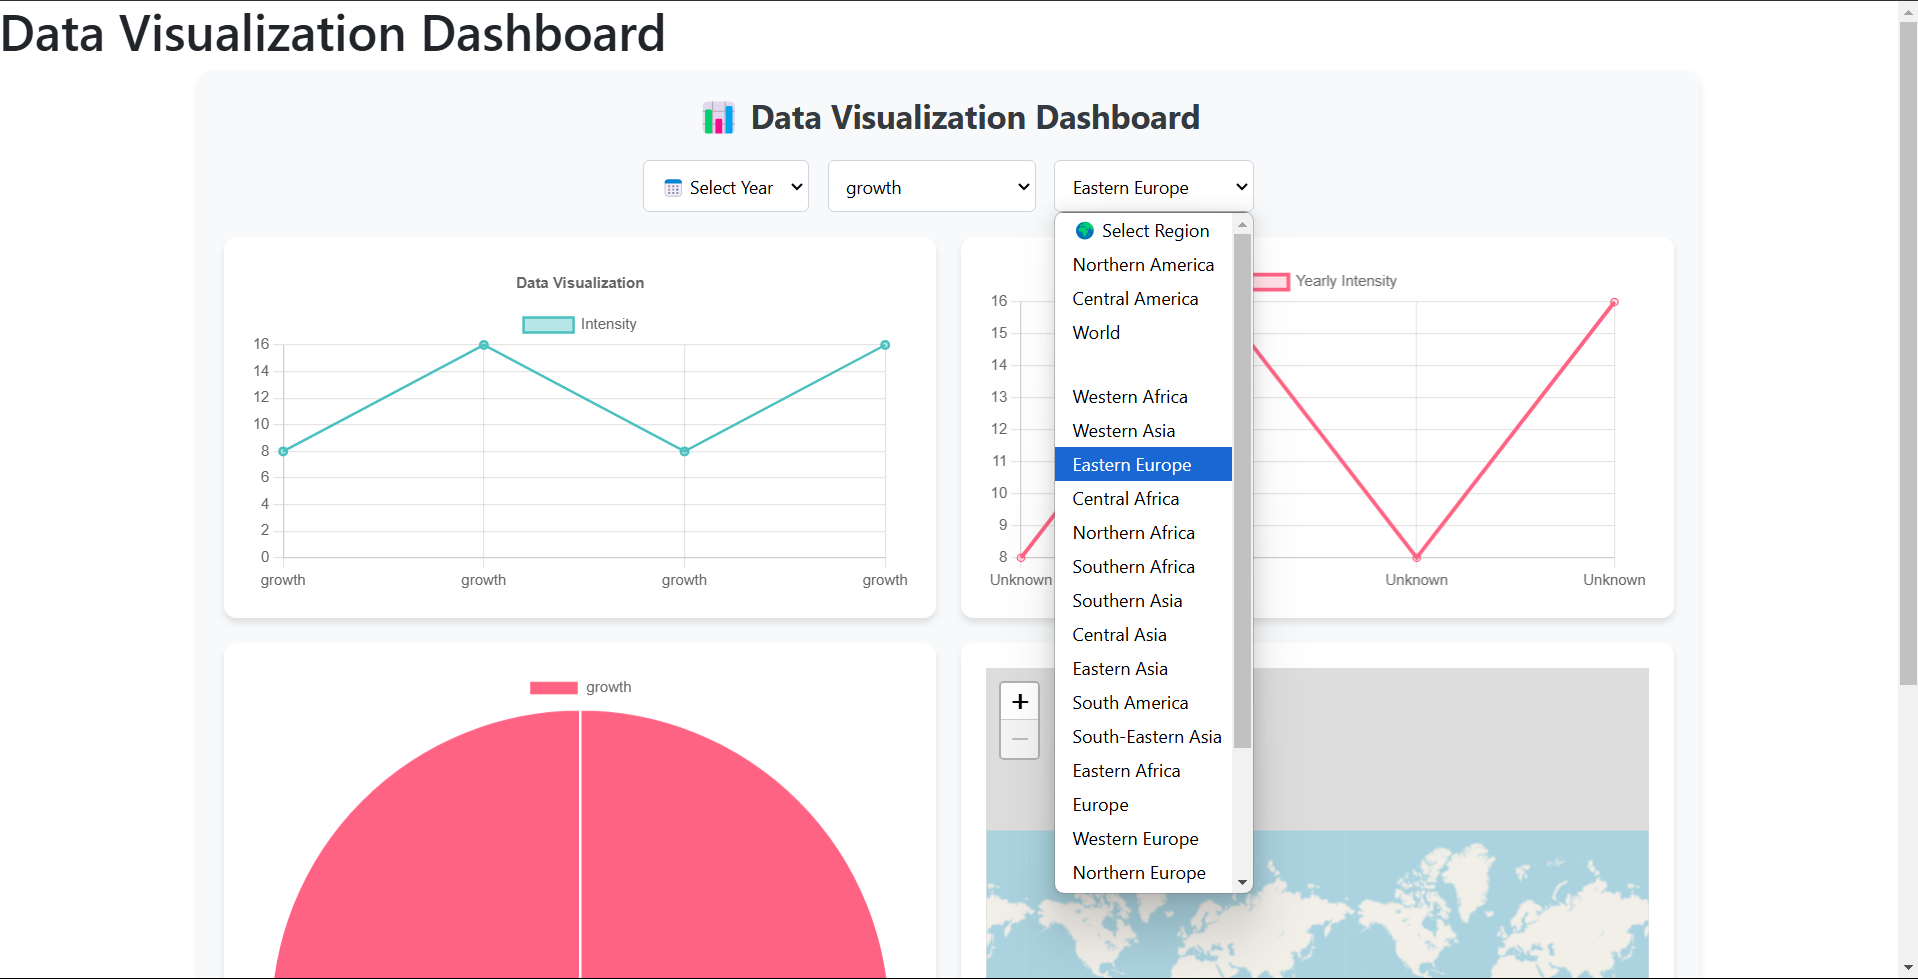 Data Visualization Dashboard
Data Visualization Dashboard
Select Year
growth
Eastern Europe
Select Region
Northern America
Central America
World
Western Africa
Western Asia
Eastern Europe
Central Africa
Northern Africa
Southern Africa
Southern Asia
Central Asia
Eastern Asia
South America
South-Eastern Asia
Eastern Africa
Europe
Western Europe
Northern Europe
Data Visualization
Intensity
16
14
12
10
8
6
4
2
0
growth growth growth growth
Yearly Intensity
16
15
14
13
12
11
10
9
8
Unknown Unknown Unknown
growth
+
−